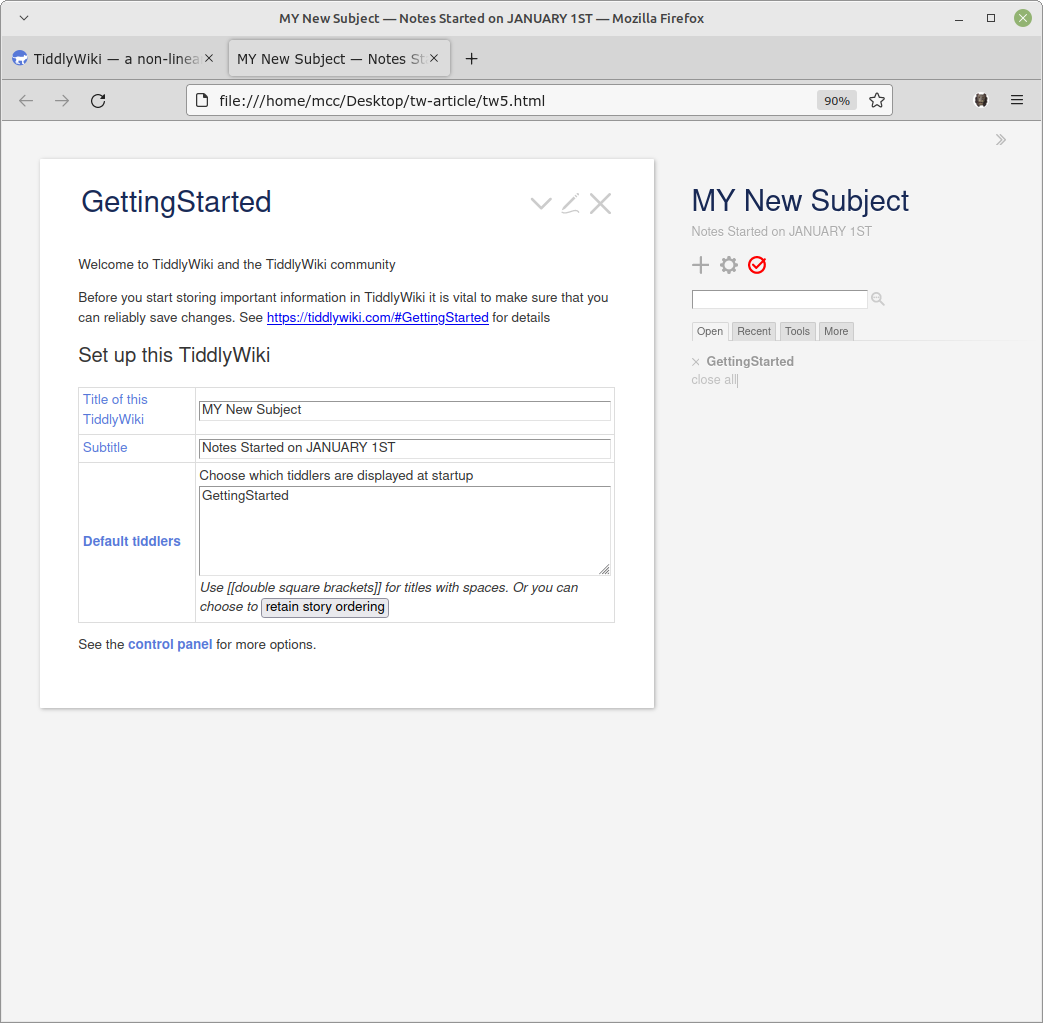 MY New Subject — Notes Started on JANUARY 1ST — Mozilla Firefox
TiddlyWiki — a non-linea
MY New Subject — Notes St
file:///home/mcc/Desktop/tw-article/tw5.html
90%
GettingStarted
Welcome to TiddlyWiki and the TiddlyWiki community
Before you start storing important information in TiddlyWiki it is vital to make sure that you
can reliably save changes. See https://tiddlywiki.com/#GettingStarted for details
Set up this TiddlyWiki
Title of this
TiddlyWiki
MY New Subject
Subtitle
Notes Started on JANUARY 1ST
Default tiddlers
Choose which tiddlers are displayed at startup
GettingStarted
Use [[double square brackets]] for titles with spaces. Or you can
choose to retain story ordering
See the control panel for more options.
MY New Subject
Notes Started on JANUARY 1ST
Open Recent Tools More
GettingStarted
close all